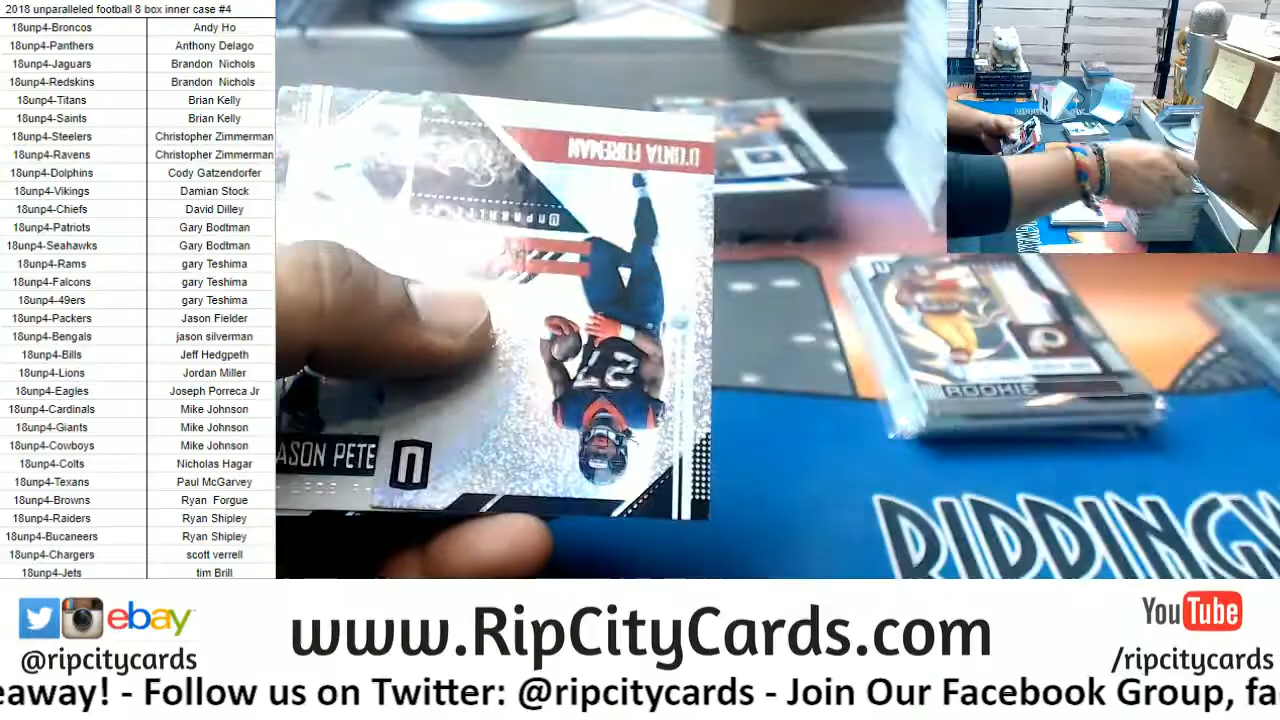 2018 unparalleled football 8 box inner case #4
18unp4-Broncos Andy Ho
18unp4-Panthers Anthony Delago
18unp4-Jaguars Brandon Nichols
18unp4-Redskins Brandon Nichols
18unp4-Titans Brian Kelly
18unp4-Saints Brian Kelly
18unp4-Steelers Christopher Zimmerman
18unp4-Ravens Christopher Zimmerman
18unp4-Dolphins Cody Gatzendorfer
18unp4-Vikings Damian Stock
18unp4-Chiefs David Dilley
18unp4-Patriots Gary Bodtman
18unp4-Seahawks Gary Bodtman
18unp4-Rams gary Teshima
18unp4-Falcons gary Teshima
18unp4-49ers gary Teshima
18unp4-Packers Jason Fielder
18unp4-Bengals jason silverman
18unp4-Bills Jeff Hedgpeth
18unp4-Lions Jordan Miller
18unp4-Eagles Joseph Porreca Jr
18unp4-Cardinals Mike Johnson
18unp4-Giants Mike Johnson
18unp4-Cowboys Mike Johnson
18unp4-Colts Nicholas Hagar
18unp4-Texans Paul McGarvey
18unp4-Browns Ryan Forgue
18unp4-Raiders Ryan Shipley
18unp4-Bucaneers Ryan Shipley
18unp4-Chargers scott verrell
18unp4-Jets tim Brill
D'ONTA FOREMAN
27
ASON PETE
ROOKIE
ebay
@ripcitycards
www.RipCityCards.com
YouTube
/ripcitycards
eaway! - Follow us on Twitter: @ripcitycards - Join Our Facebook Group, fa